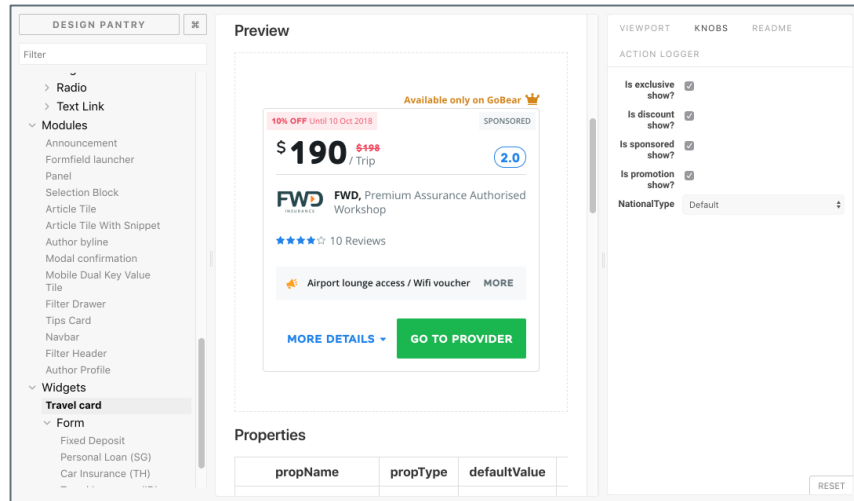 DESIGN PANTRY
⌘
Filter
Radio
Text Link
Modules
Announcement
Formfield launcher
Panel
Selection Block
Article Tile
Article Tile With Snippet
Author byline
Modal confirmation
Mobile Dual Key Value
Tile
Filter Drawer
Tips Card
Navbar
Filter Header
Author Profile
Widgets
Travel card
Form
Fixed Deposit
Personal Loan (SG)
Car Insurance (TH)
Preview
Available only on GoBear
10% OFF Until 10 Oct 2018
SPONSORED
$190 $198 / Trip
2.0
FWD
INSURANCE
FWD, Premium Assurance Authorised
Workshop
10 Reviews
Airport lounge access / Wifi voucher MORE
MORE DETAILS
GO TO PROVIDER
Properties
propName propType defaultValue
VIEWPORT KNOBS README
ACTION LOGGER
Is exclusive
show?
Is discount
show?
Is sponsored
show?
Is promotion
show?
NationalType Default
RESET